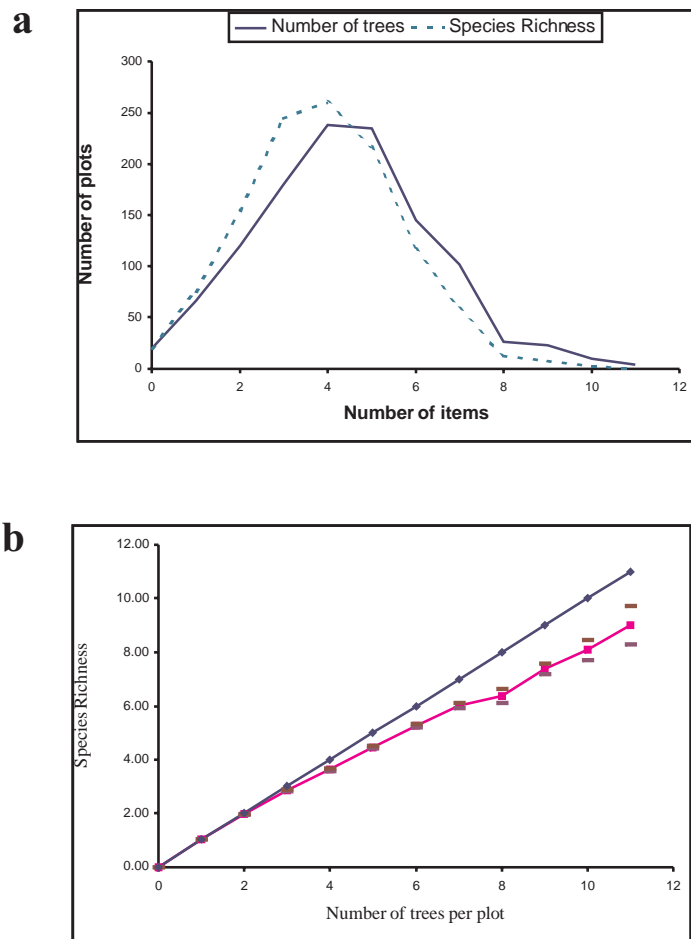 a
Number of trees Species Richness
300
250
200
150
100
50
0
Number of plots
0 2 4 6 8 10 12
Number of items
b
12.00
10.00
8.00
6.00
4.00
2.00
0.00
Species Richness
0 2 4 6 8 10 12
Number of trees per plot